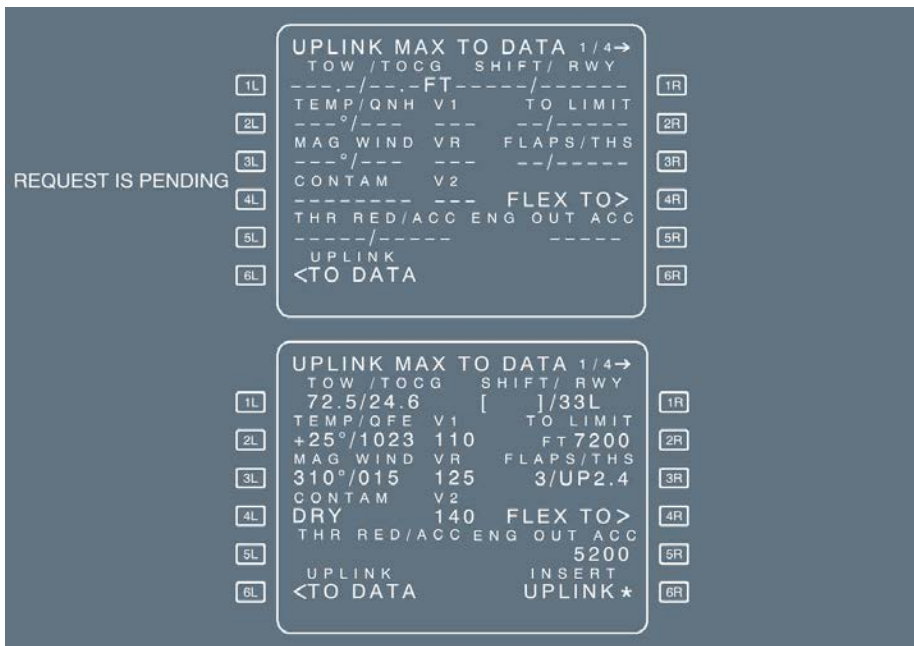 UPLINK MAX TO DATA 1/4→
TOW /TOCG SHIFT/ RWY
1L ---.-/--.-FT-----/----- 1R
TEMP/QNH V1 TO LIMIT
2L ---°/--- --- --/----- 2R
MAG WIND VR FLAPS/THS
3L ---°/--- --- --/----- 3R
REQUEST IS PENDING
CONTAM V2
4L -------- --- FLEX TO> 4R
THR RED/ACC ENG OUT ACC
5L -----/----- ----- 5R
UPLINK
6L <TO DATA 6R
UPLINK MAX TO DATA 1/4→
TOW /TOCG SHIFT/ RWY
1L 72.5/24.6 [ ]/33L 1R
TEMP/QFE V1 TO LIMIT
2L +25°/1023 110 FT7200 2R
MAG WIND VR FLAPS/THS
3L 310°/015 125 3/UP2.4 3R
CONTAM V2
4L DRY 140 FLEX TO> 4R
THR RED/ACC ENG OUT ACC
5L 5200 5R
UPLINK INSERT
6L <TO DATA UPLINK* 6R